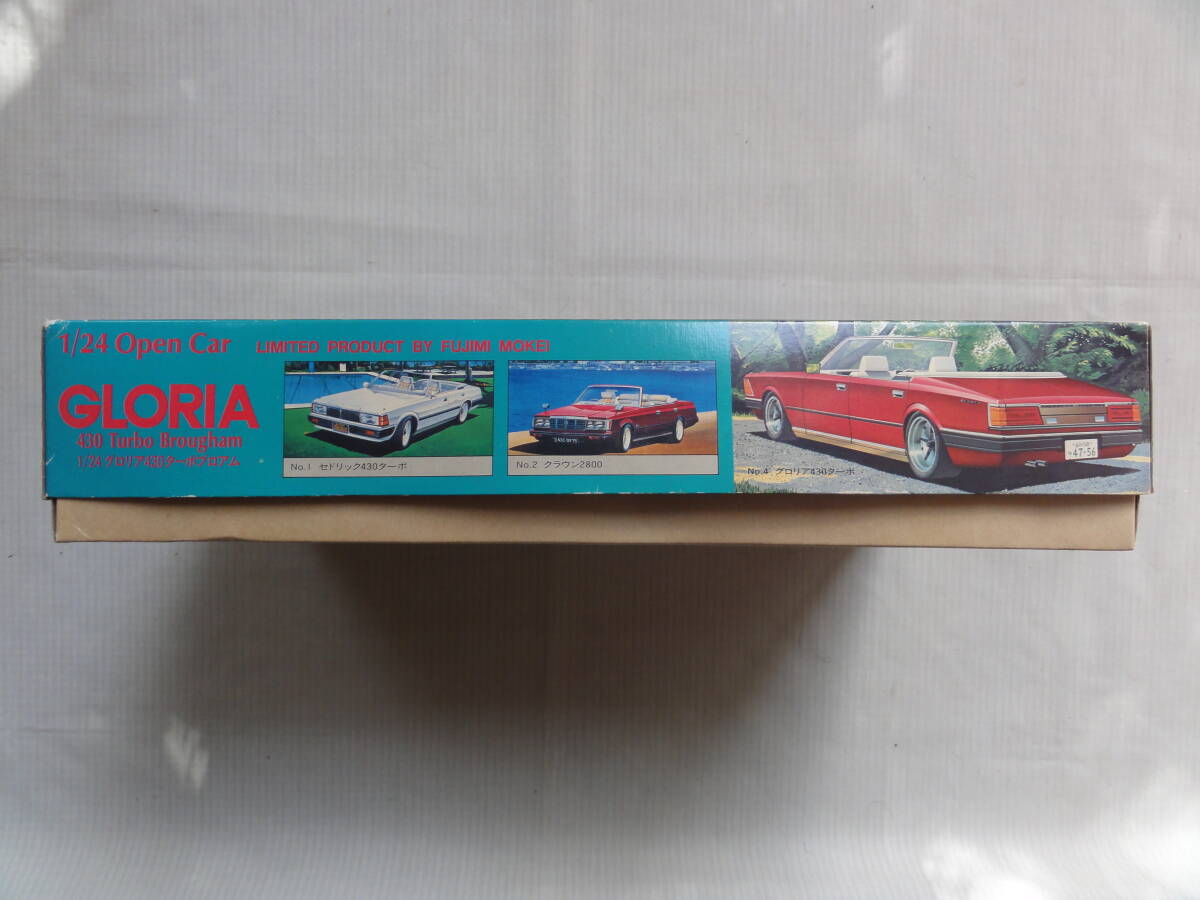 1/24 Open Car
LIMITED PRODUCT BY FUJIMI MOKEI
GLORIA
430 Turbo Brougham
1/24 グロリア430ターボブロアム
No.1 セドリック430ターボ
No.2 クラウン2800
No.4 グロリア430ターボ
47-56